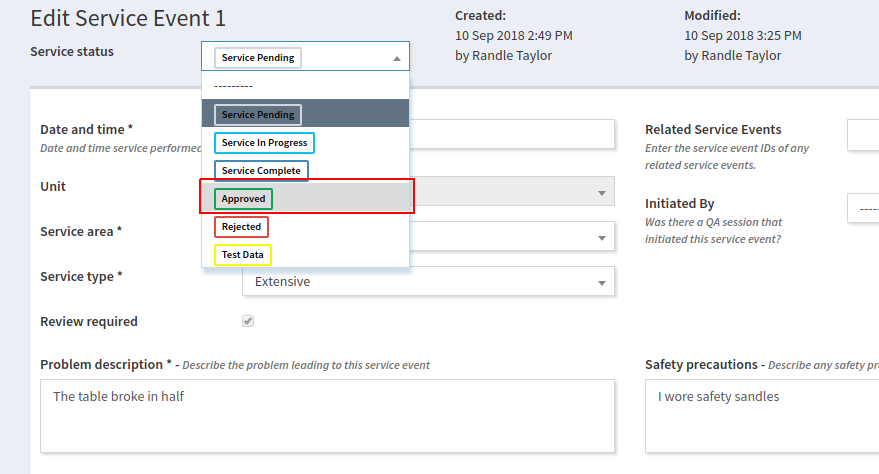 Edit Service Event 1
Created:
10 Sep 2018 2:49 PM
by Randle Taylor
Modified:
10 Sep 2018 3:25 PM
by Randle Taylor
Service status
Service Pending
---------
Service Pending
Service In Progress
Service Complete
Approved
Rejected
Test Data
Date and time *
Date and time service performed
Unit
Service area *
Service type *
Extensive
Review required
Related Service Events
Enter the service event IDs of any
related service events.
Initiated By
Was there a QA session that
initiated this service event?
----
Problem description * - Describe the problem leading to this service event
The table broke in half
Safety precautions - Describe any safety pr
I wore safety sandles